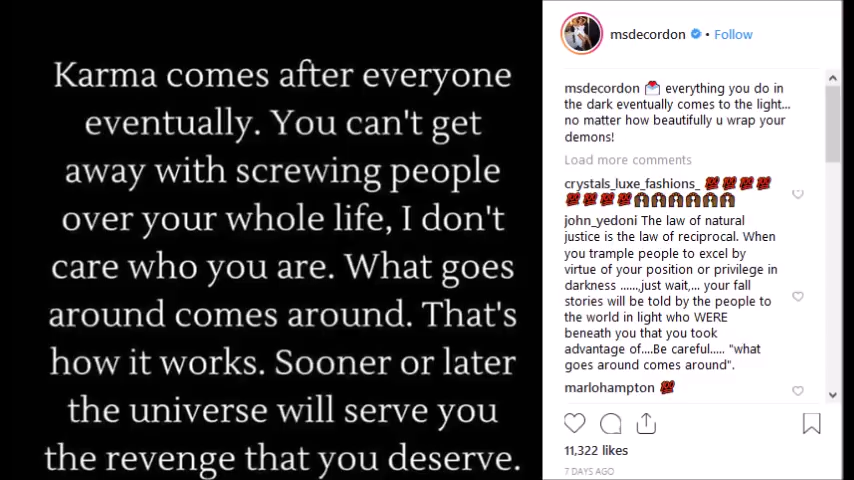 Karma comes after everyone
eventually. You can't get
away with screwing people
over your whole life, I don't
care who you are. What goes
around comes around. That's
how it works. Sooner or later
the universe will serve you
the revenge that you deserve.
msdecordon • Follow
msdecordon 💌 everything you do in
the dark eventually comes to the light...
no matter how beautifully u wrap your
demons!
Load more comments
crystals_luxe_fashions_ 💯💯💯💯
💯💯💯💯🙌🏾🙌🏾🙌🏾🙌🏾🙌🏾🙌🏾
john_yedoni The law of natural
justice is the law of reciprocal. When
you trample people to excel by
virtue of your position or privilege in
darkness ......,just wait,... your fall
stories will be told by the people to
the world in light who WERE
beneath you that you took
advantage of....Be careful..... "what
goes around comes around".
marlohampton 💯
11,322 likes
7 DAYS AGO